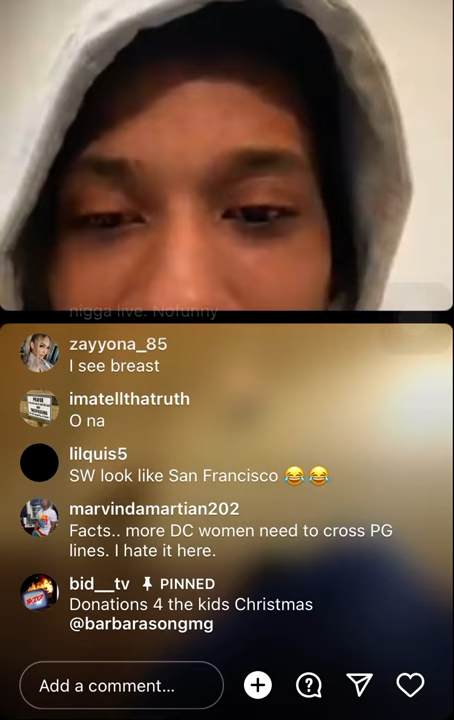 nigga live. Nofunny
zayyona_85
I see breast
imatellthatruth
O na
lilquis5
SW look like San Francisco 😂😂
marvindamartian202
Facts.. more DC women need to cross PG
lines. I hate it here.
bid__tv PINNED
Donations 4 the kids Christmas
@barbarasongmg
Add a comment...